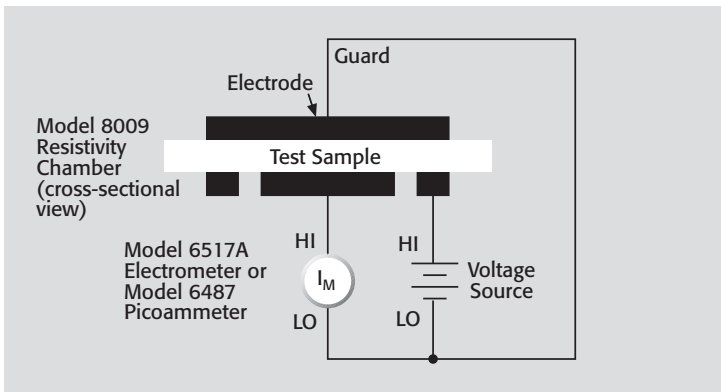 Guard
Electrode
Model 8009
Resistivity
Chamber
(cross-sectional
view)
Test Sample
Model 6517A
Electrometer or
Model 6487
Picoammeter
HI
IM
LO
HI
Voltage
Source
LO